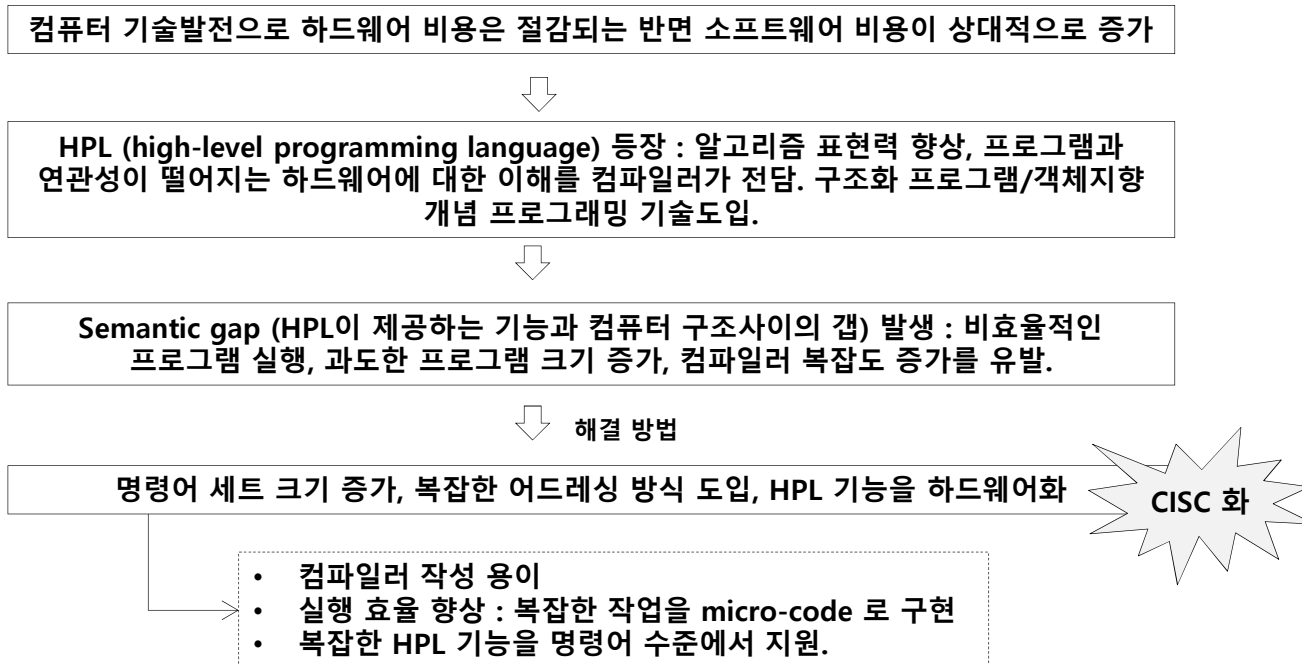 컴퓨터 기술발전으로 하드웨어 비용은 절감되는 반면 소프트웨어 비용이 상대적으로 증가
HPL (high-level programming language) 등장 : 알고리즘 표현력 향상, 프로그램과
연관성이 떨어지는 하드웨어에 대한 이해를 컴파일러가 전담. 구조화 프로그램/객체지향
개념 프로그래밍 기술도입.
Semantic gap (HPL이 제공하는 기능과 컴퓨터 구조사이의 갭) 발생 : 비효율적인
프로그램 실행, 과도한 프로그램 크기 증가, 컴파일러 복잡도 증가를 유발.
해결 방법
명령어 세트 크기 증가, 복잡한 어드레싱 방식 도입, HPL 기능을 하드웨어화
CISC 화
• 컴파일러 작성 용이
• 실행 효율 향상 : 복잡한 작업을 micro-code 로 구현
• 복잡한 HPL 기능을 명령어 수준에서 지원.